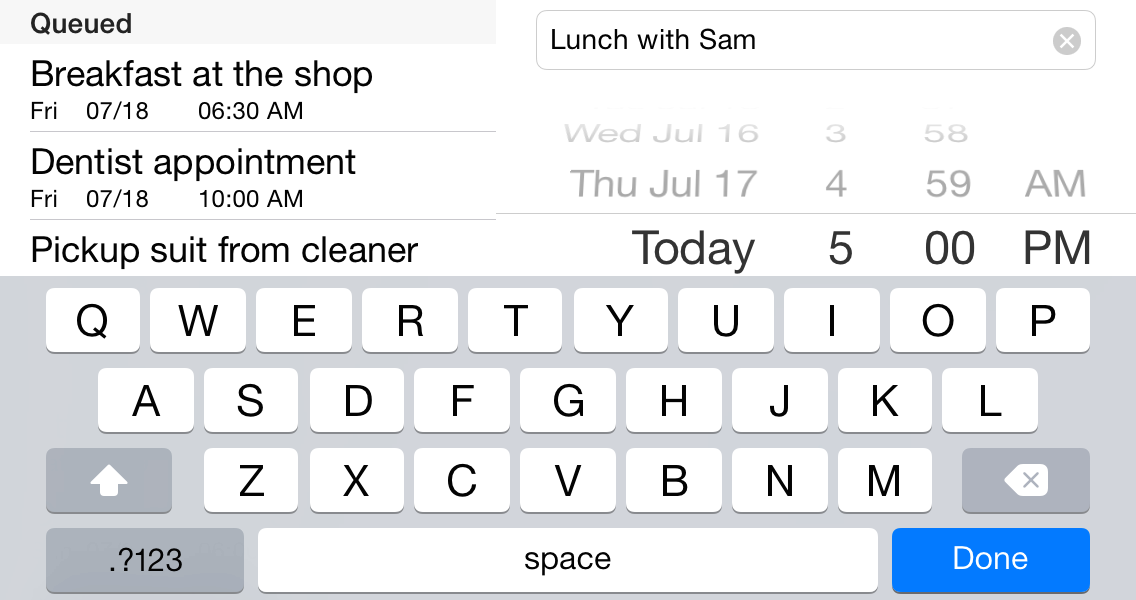 Queued
Breakfast at the shop
Fri 07/18 06:30 AM
Dentist appointment
Fri 07/18 10:00 AM
Pickup suit from cleaner
Lunch with Sam
Wed Jul 16 3 58
Thu Jul 17 4 59 AM
Today 5 00 PM
Q W E R T Y U I O P
A S D F G H J K L
Z X C V B N M
.?123 space Done